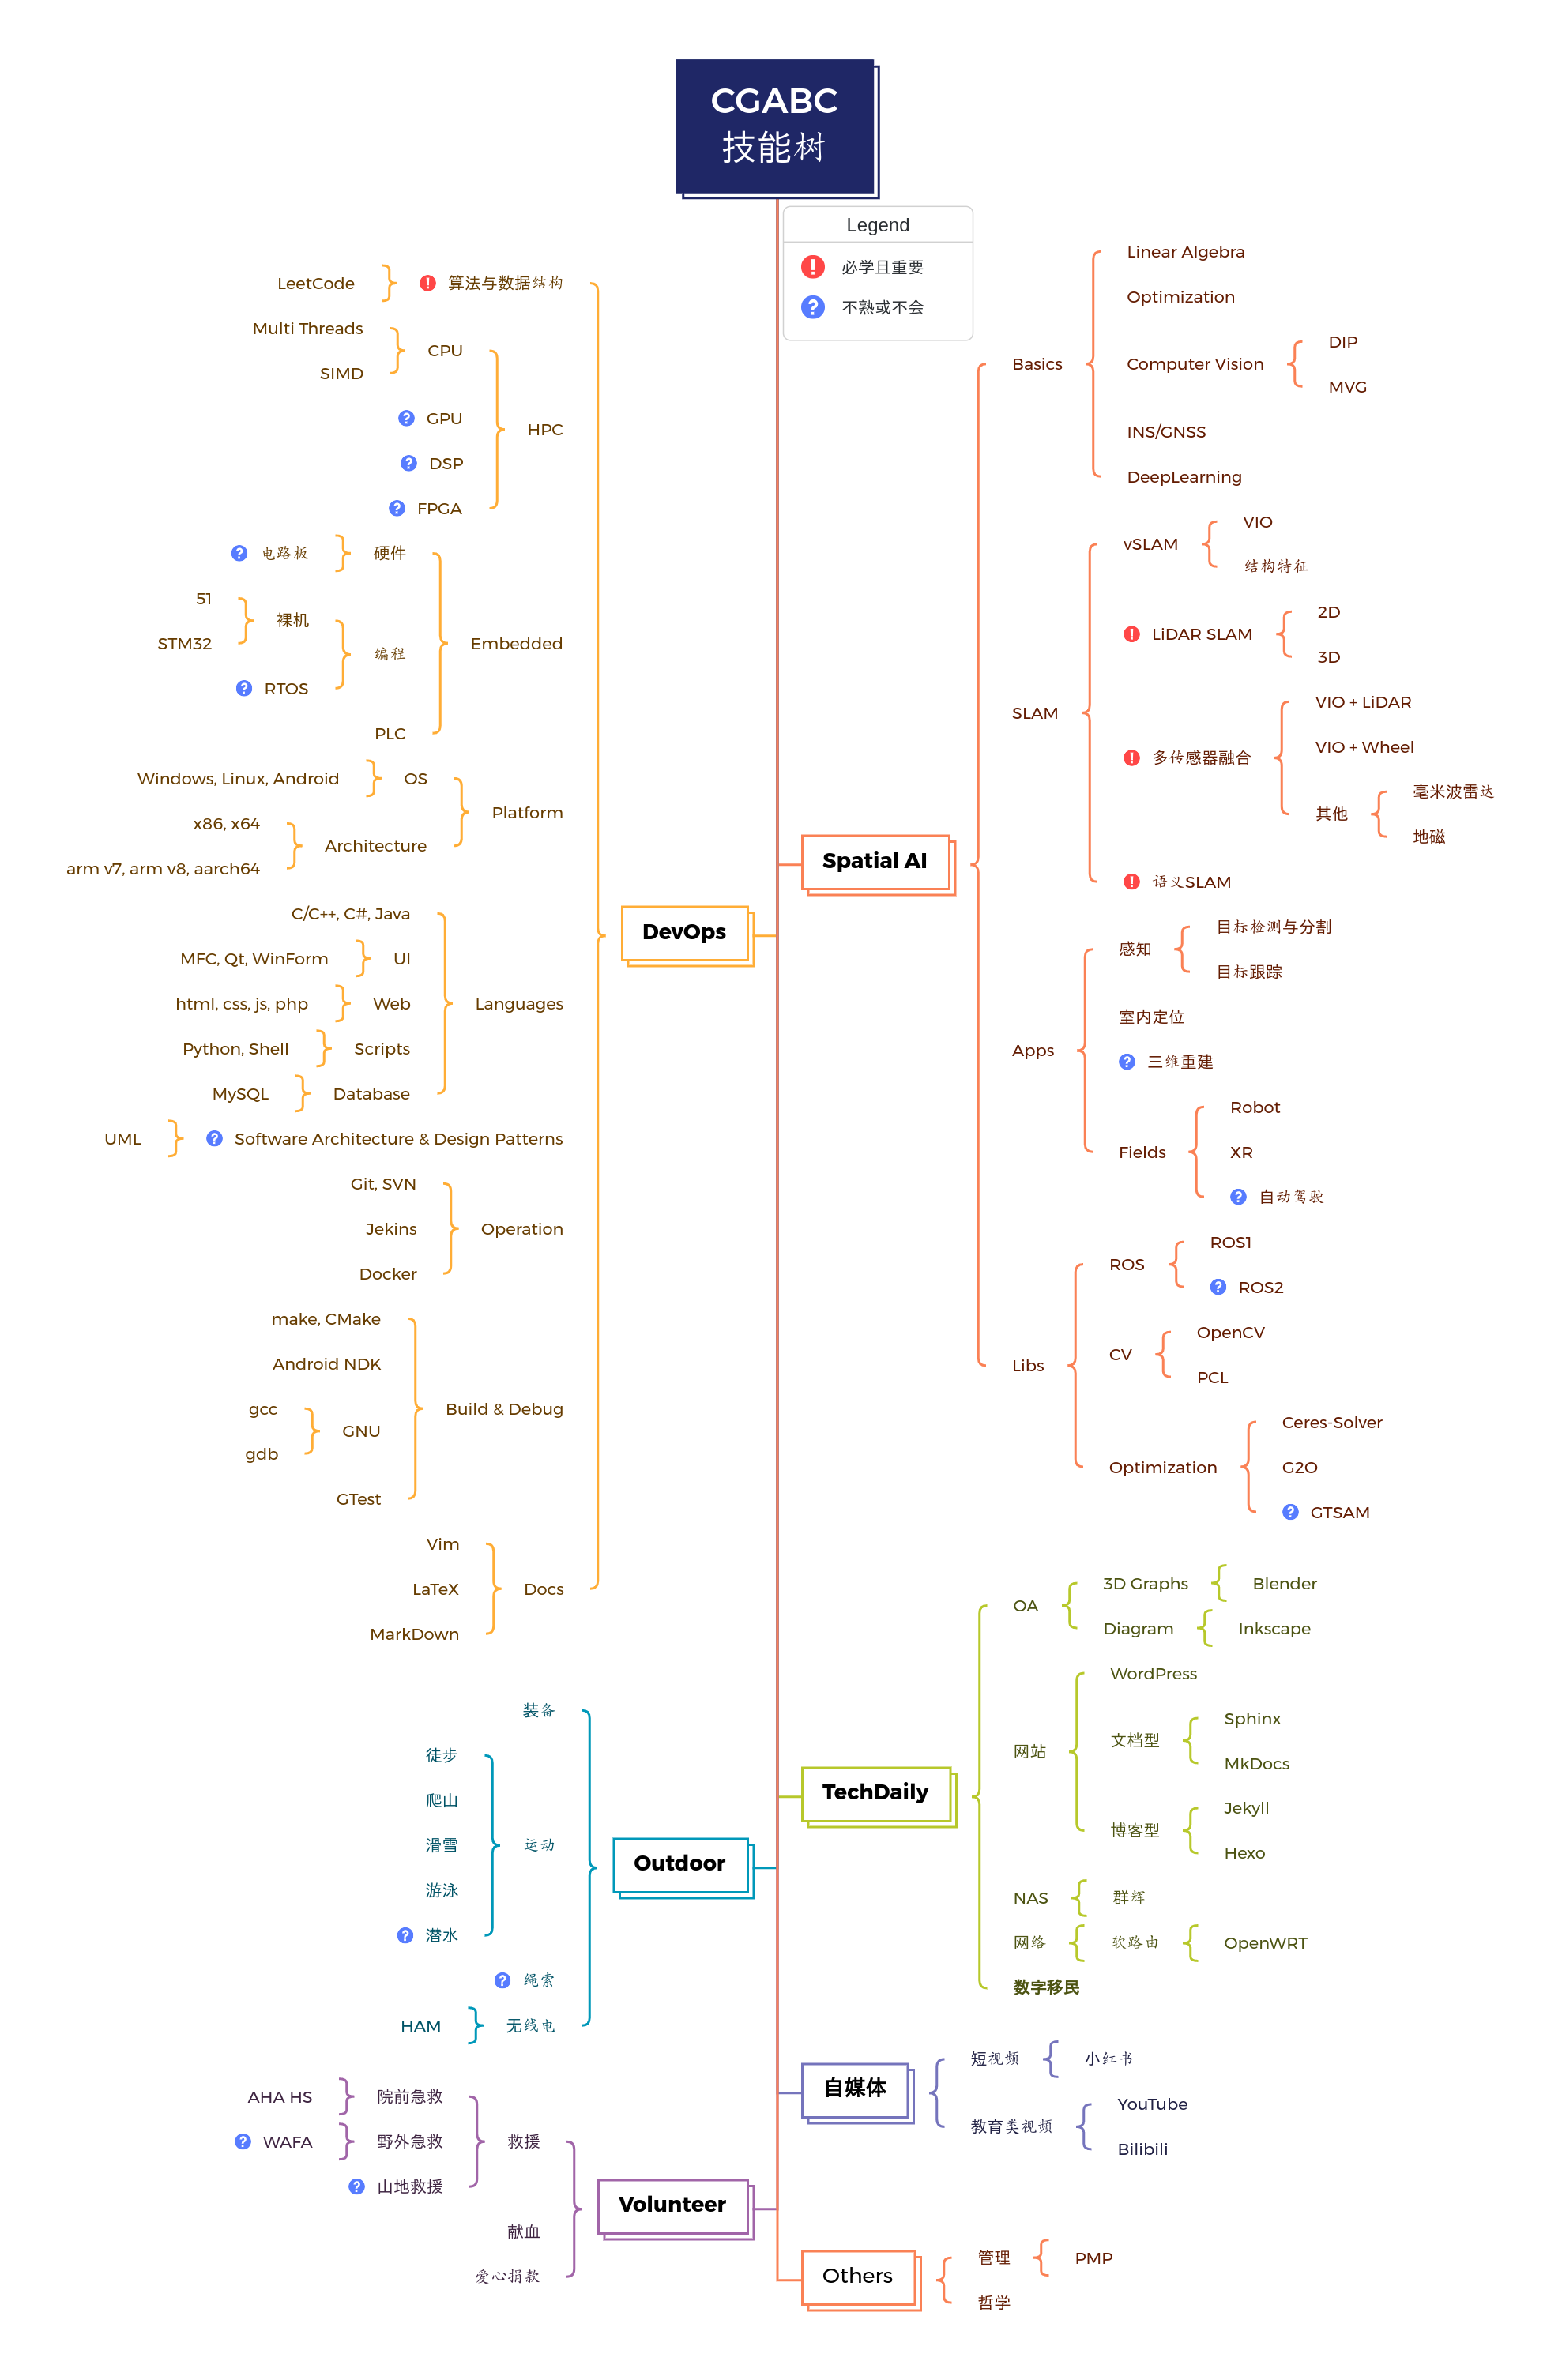 CGABC
技能树
Legend
必学且重要
不熟或不会
Spatial AI
Basics
Linear Algebra
Optimization
Computer Vision
DIP
MVG
INS/GNSS
DeepLearning
SLAM
vSLAM
VIO
结构特征
LiDAR SLAM
2D
3D
多传感器融合
VIO + LiDAR
VIO + Wheel
其他
毫米波雷达
地磁
语义SLAM
Apps
感知
目标检测与分割
目标跟踪
室内定位
三维重建
Fields
Robot
XR
自动驾驶
Libs
ROS
ROS1
ROS2
CV
OpenCV
PCL
Optimization
Ceres-Solver
G2O
GTSAM
DevOps
算法与数据结构
LeetCode
HPC
CPU
Multi Threads
SIMD
GPU
DSP
FPGA
Embedded
硬件
电路板
编程
裸机
51
STM32
RTOS
PLC
Platform
OS
Windows, Linux, Android
Architecture
x86, x64
arm v7, arm v8, aarch64
Languages
C/C++, C#, Java
UI
MFC, Qt, WinForm
Web
html, css, js, php
Scripts
Python, Shell
Database
MySQL
Software Architecture & Design Patterns
UML
Operation
Git, SVN
Jekins
Docker
Build & Debug
make, CMake
Android NDK
GNU
gcc
gdb
GTest
Docs
Vim
LaTeX
MarkDown
TechDaily
OA
3D Graphs
Blender
Diagram
Inkscape
网站
WordPress
文档型
Sphinx
MkDocs
博客型
Jekyll
Hexo
NAS
群辉
网络
软路由
OpenWRT
数字移民
Outdoor
装备
运动
徒步
爬山
滑雪
游泳
潜水
绳索
无线电
HAM
自媒体
短视频
小红书
教育类视频
YouTube
Bilibili
Volunteer
救援
院前急救
AHA HS
野外急救
WAFA
山地救援
献血
爱心捐款
Others
管理
PMP
哲学